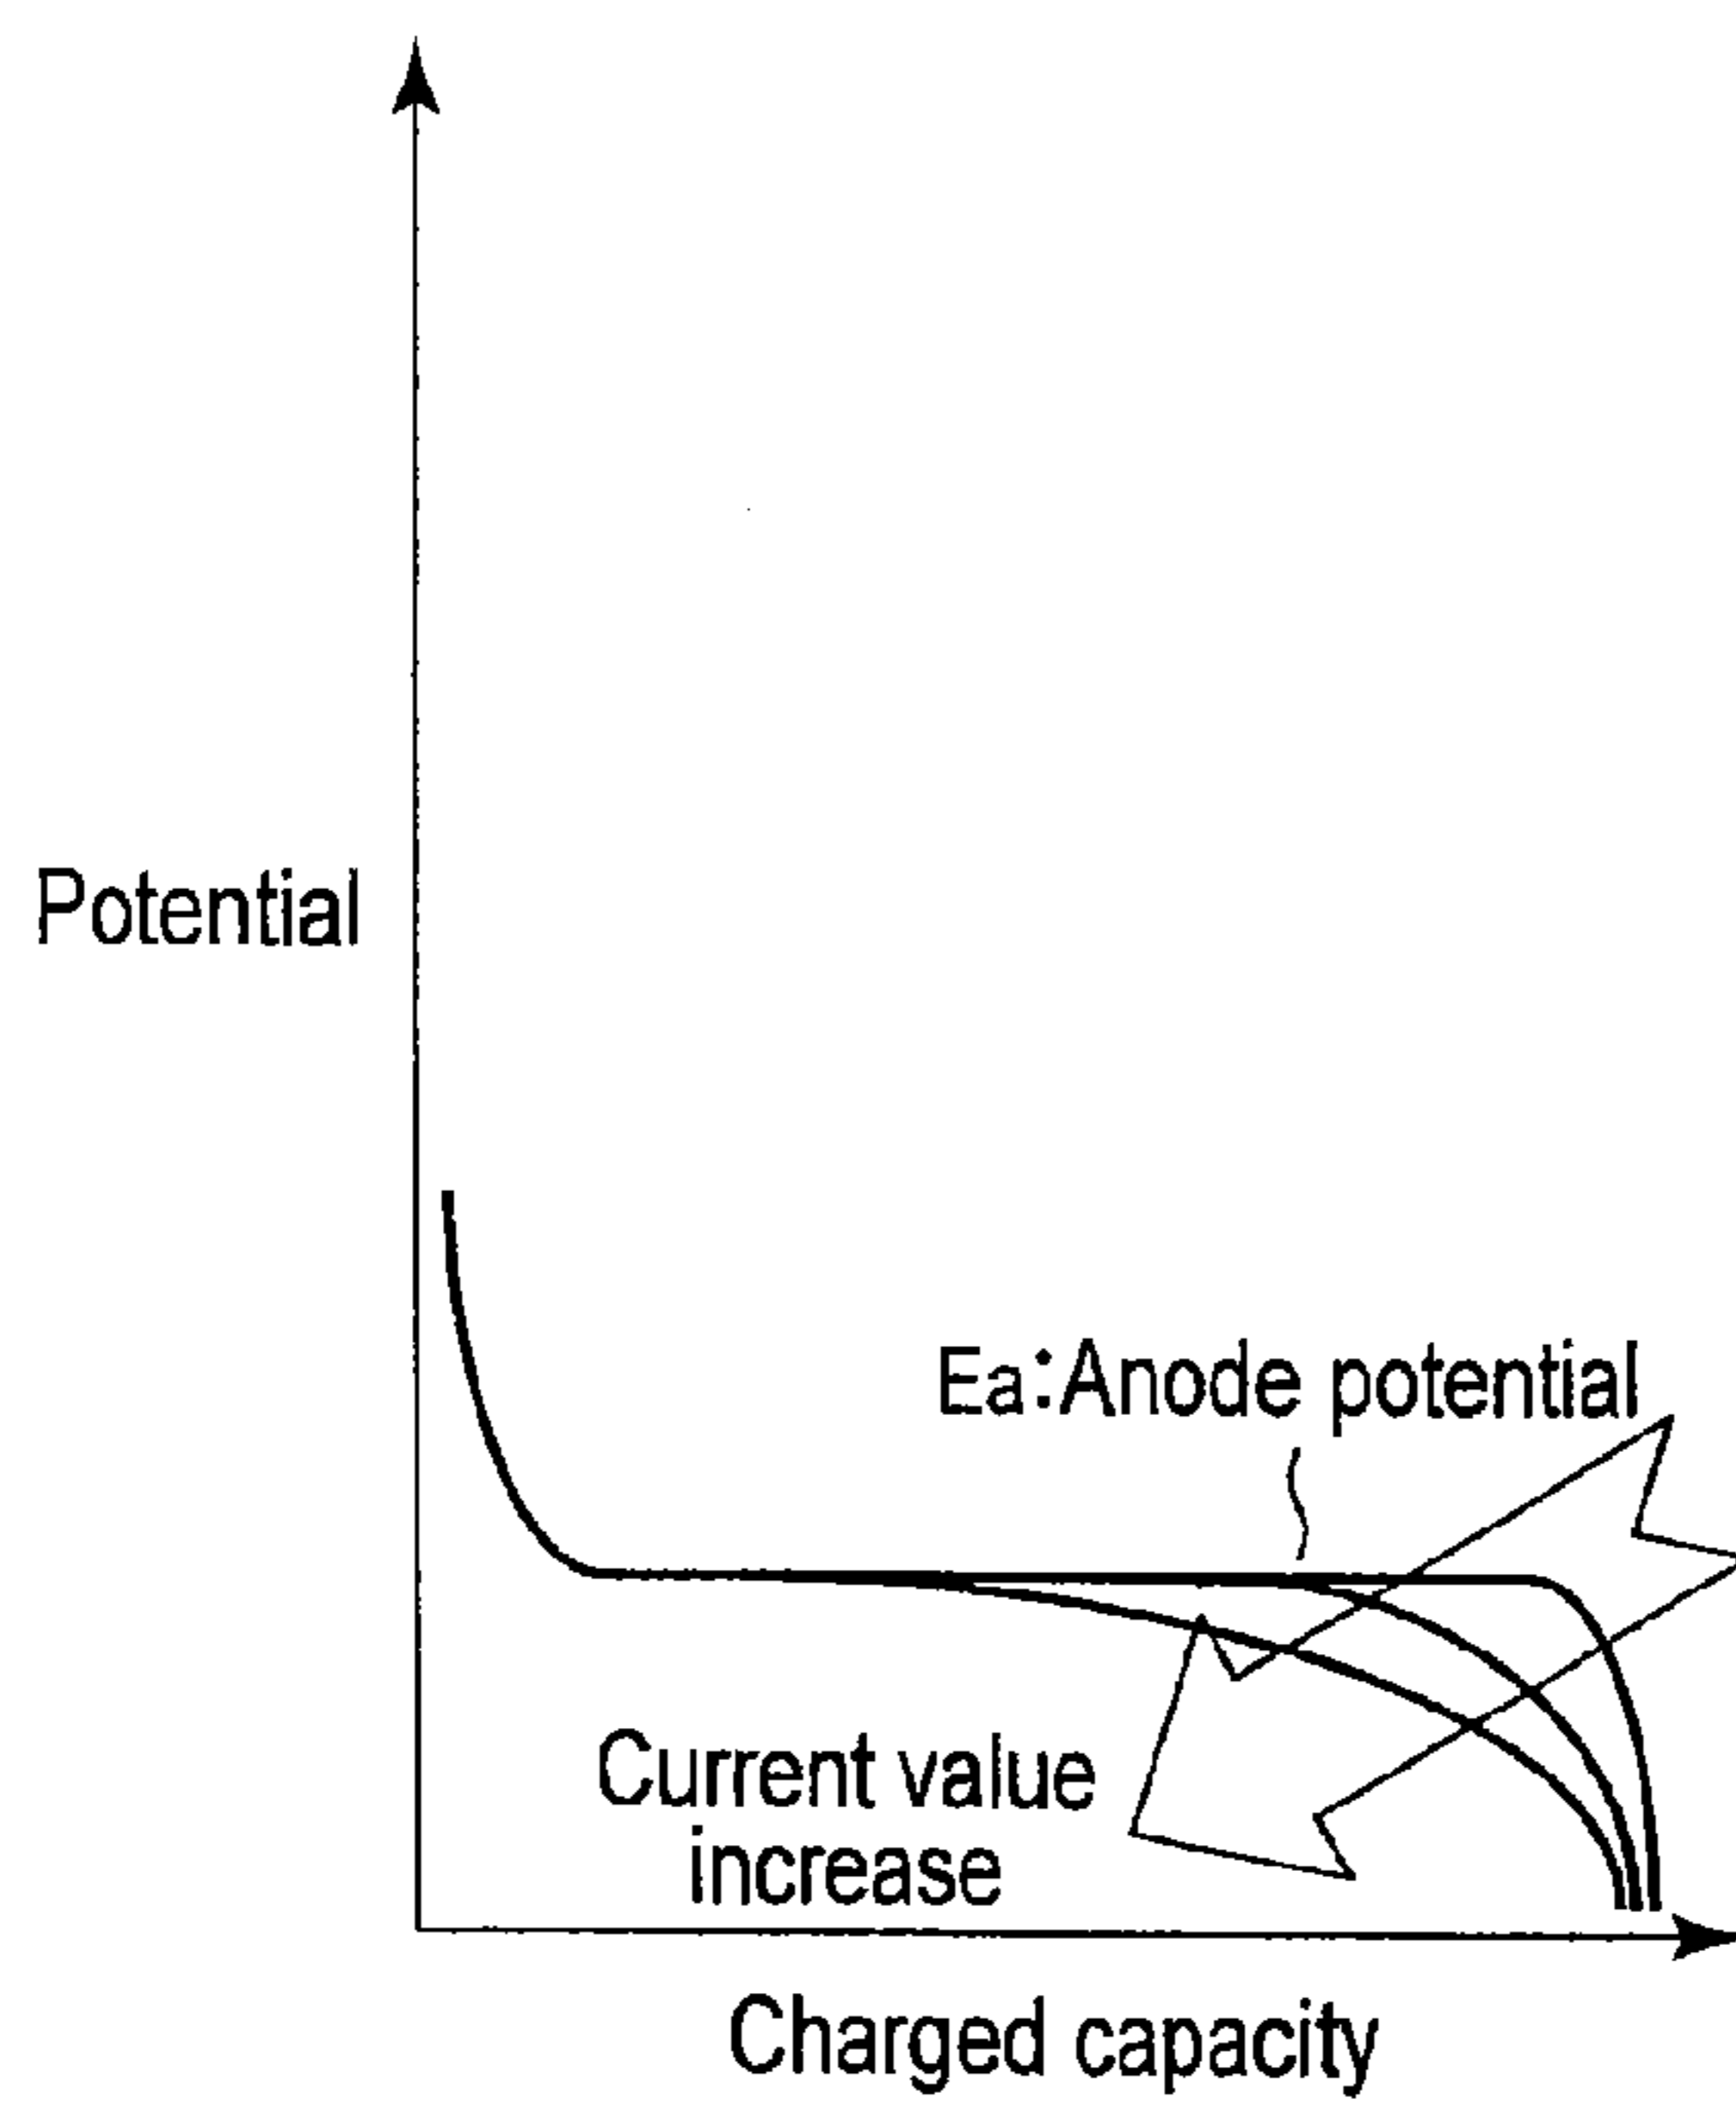 Potential
Ea:Anode potential
Current value
increase
Charged capacity